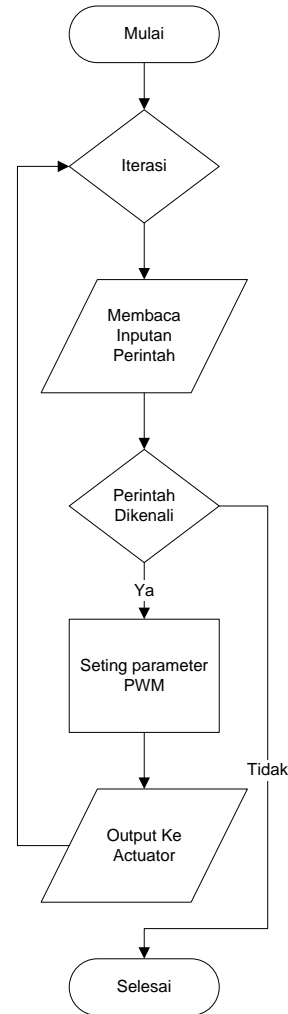 Mulai
Iterasi
Membaca
Inputan
Perintah
Perintah
Dikenali
Ya
Seting parameter
PWM
Tidak
Output Ke
Actuator
Selesai